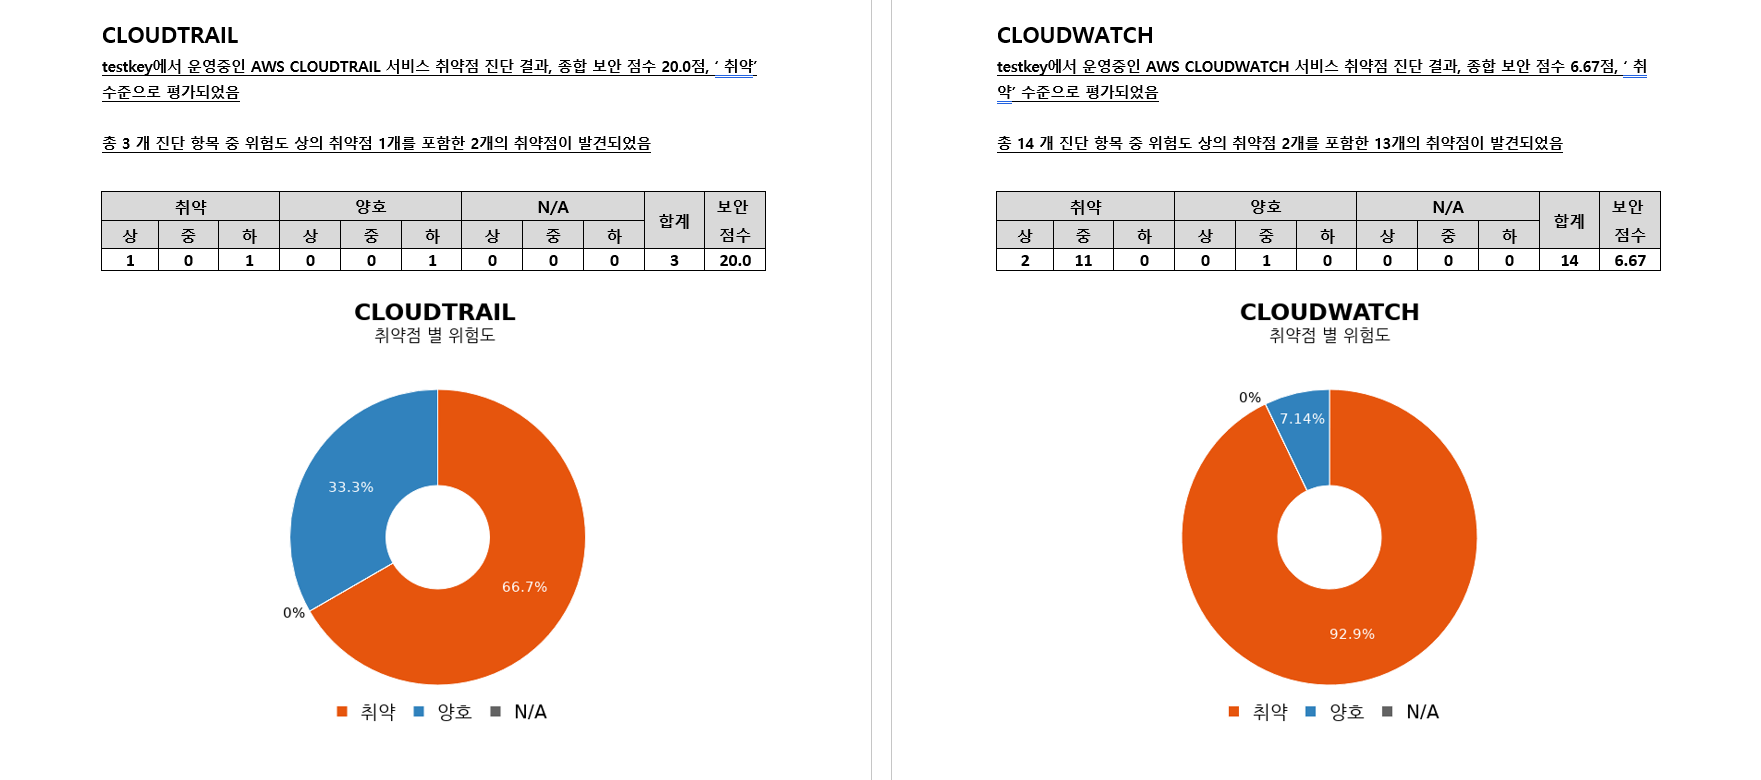 CLOUDTRAIL
testkey에서 운영중인 AWS CLOUDTRAIL 서비스 취약점 진단 결과, 종합 보안 점수 20.0점, ‘ 취약’
수준으로 평가되었음
총 3 개 진단 항목 중 위험도 상의 취약점 1개를 포함한 2개의 취약점이 발견되었음
취약 양호 N/A 합계 보안 점수
상 중 하 상 중 하 상 중 하
1 0 1 0 0 1 0 0 0 3 20.0
CLOUDTRAIL
취약점 별 위험도
33.3%
66.7%
0%
취약 양호 N/A
CLOUDWATCH
testkey에서 운영중인 AWS CLOUDWATCH 서비스 취약점 진단 결과, 종합 보안 점수 6.67점, ‘ 취
약’ 수준으로 평가되었음
총 14 개 진단 항목 중 위험도 상의 취약점 2개를 포함한 13개의 취약점이 발견되었음
취약 양호 N/A 합계 보안 점수
상 중 하 상 중 하 상 중 하
2 11 0 0 1 0 0 0 0 14 6.67
CLOUDWATCH
취약점 별 위험도
0%
7.14%
92.9%
취약 양호 N/A